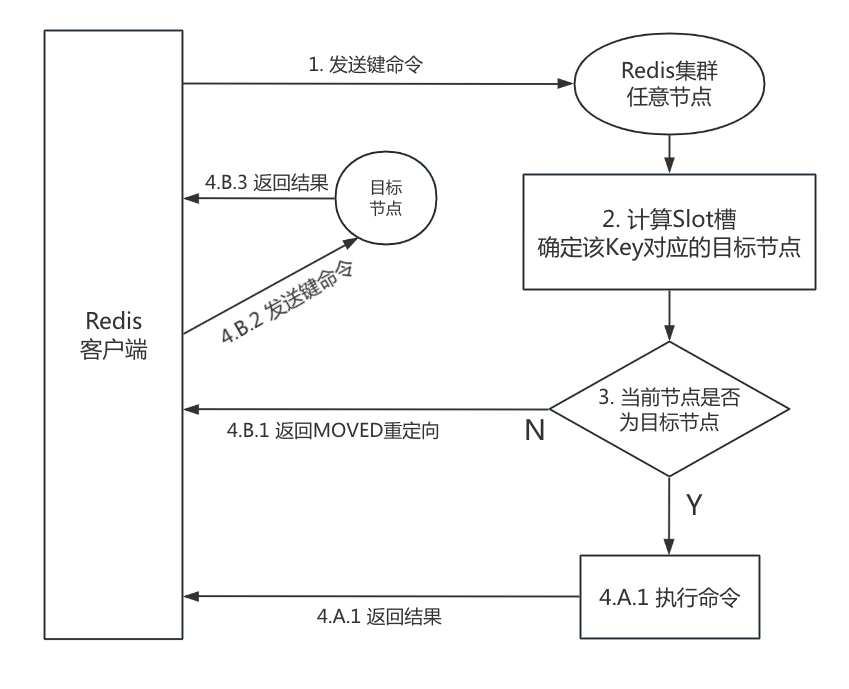 1. 发送键命令
Redis集群
任意节点
4.B.3 返回结果
目标
节点
2. 计算Slot槽
确定该Key对应的目标节点
4.B.2 发送键命令
Redis
客户端
3. 当前节点是否
为目标节点
4.B.1 返回MOVED重定向
N
Y
4.A.1 执行命令
4.A.1 返回结果